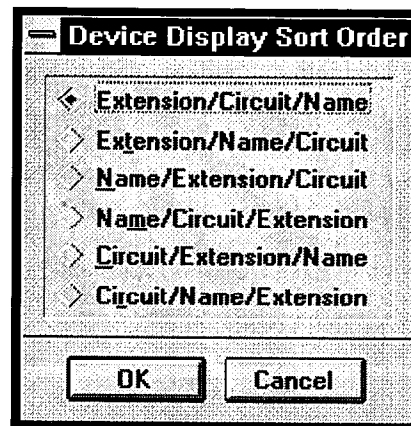 Device Display Sort Order
Extension/Circuit/Name
Extension/Name/Circuit
Name/Extension/Circuit
Name/Circuit/Extension
Circuit/Extension/Name
Circuit/Name/Extension
OK Cancel